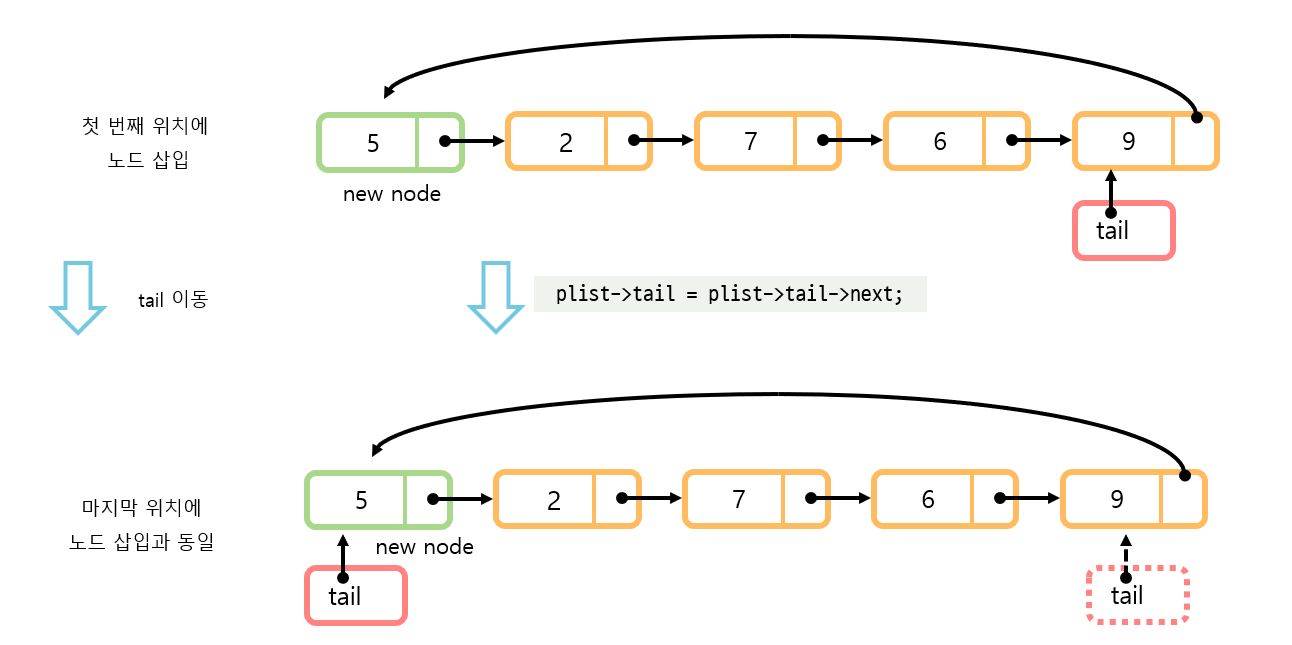 첫 번째 위치에
노드 삽입
5
2
7
6
9
new node
tail
tail 이동
plist->tail = plist->tail->next;
마지막 위치에
노드 삽입과 동일
5
2
7
6
9
new node
tail
tail